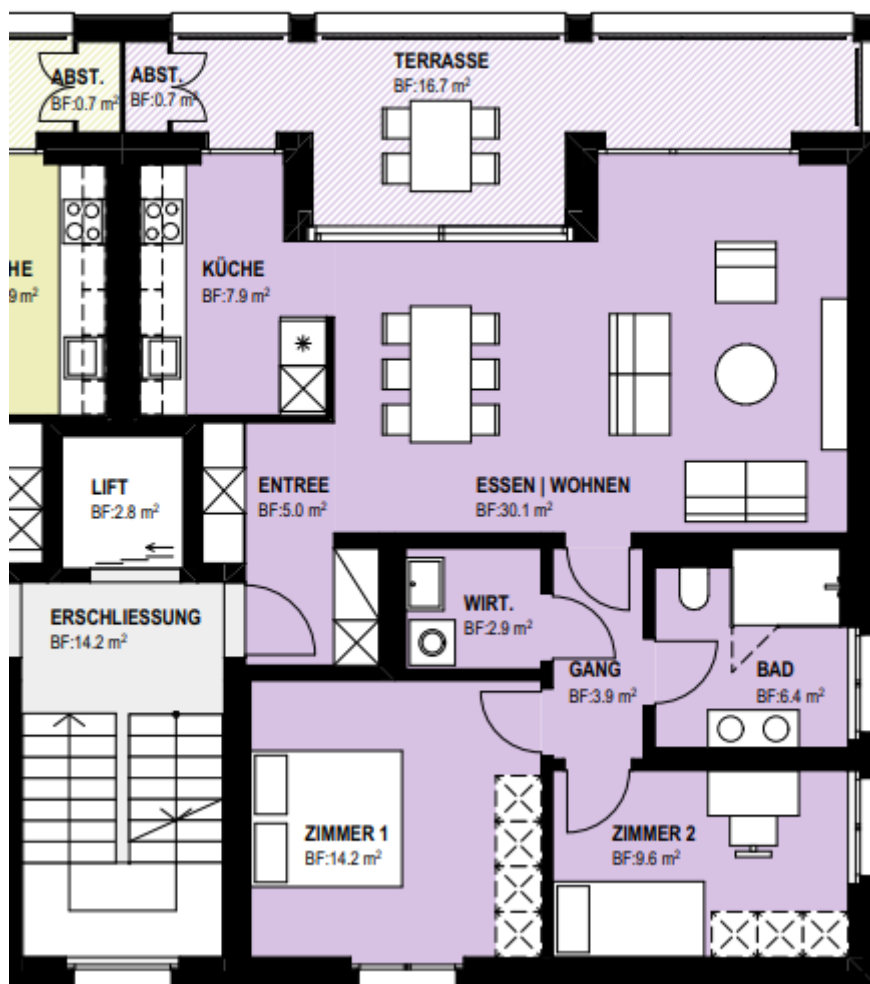 ABST.
BF:0.7 m²
ABST.
BF:0.7 m²
TERRASSE
BF:16.7 m²
HE
9 m²
KÜCHE
BF:7.9 m²
LIFT
BF:2.8 m²
ENTREE
BF:5.0 m²
ESSEN | WOHNEN
BF:30.1 m²
ERSCHLIESSUNG
BF:14.2 m²
WIRT.
BF:2.9 m²
GANG
BF:3.9 m²
BAD
BF:6.4 m²
ZIMMER 1
BF:14.2 m²
ZIMMER 2
BF:9.6 m²